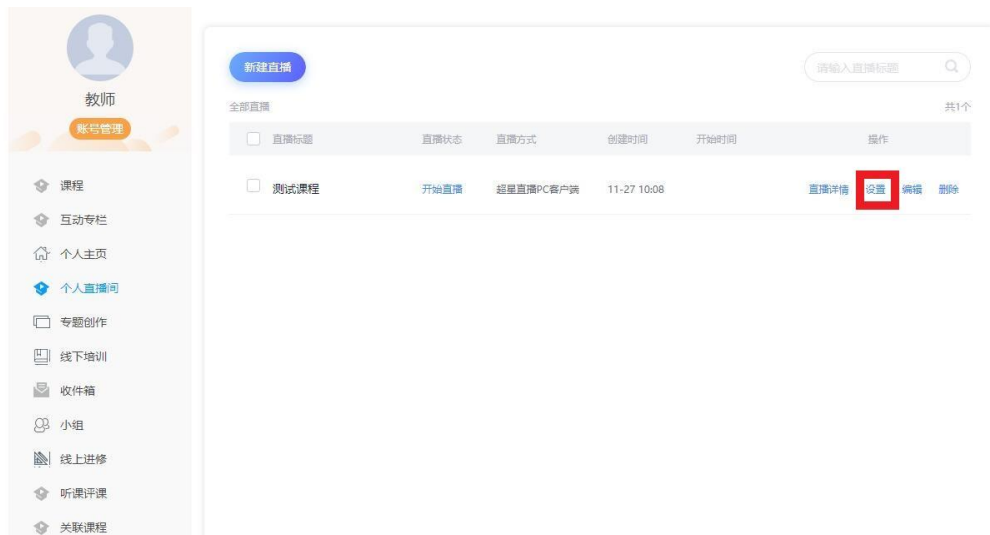 教师
账号管理
课程
互动专栏
个人主页
个人直播间
专题创作
线下培训
收件箱
小组
线上进修
听课评课
关联课程
新建直播
请输入直播标题
全部直播 共1个
直播标题 直播状态 直播方式 创建时间 开始时间 操作
测试课程 开始直播 超星直播PC客户端 11-27 10:08 直播详情 设置 编辑 删除